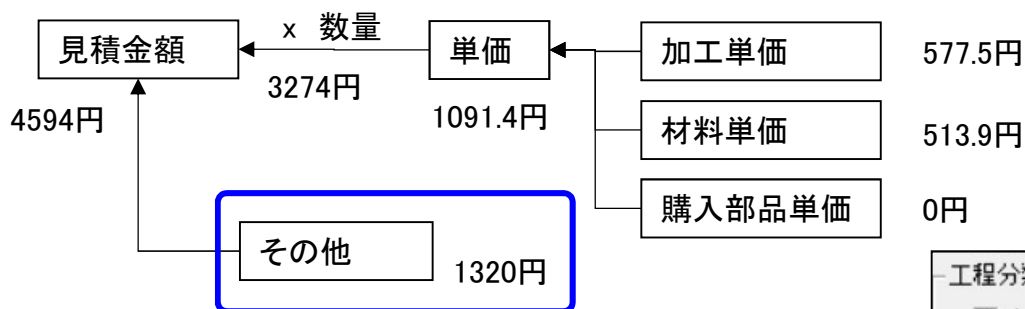 見積金額
x 数量
単価
加工単価
577.5円
3274円
4594円
1091.4円
材料単価
513.9円
購入部品単価
0円
その他
1320円
工程分